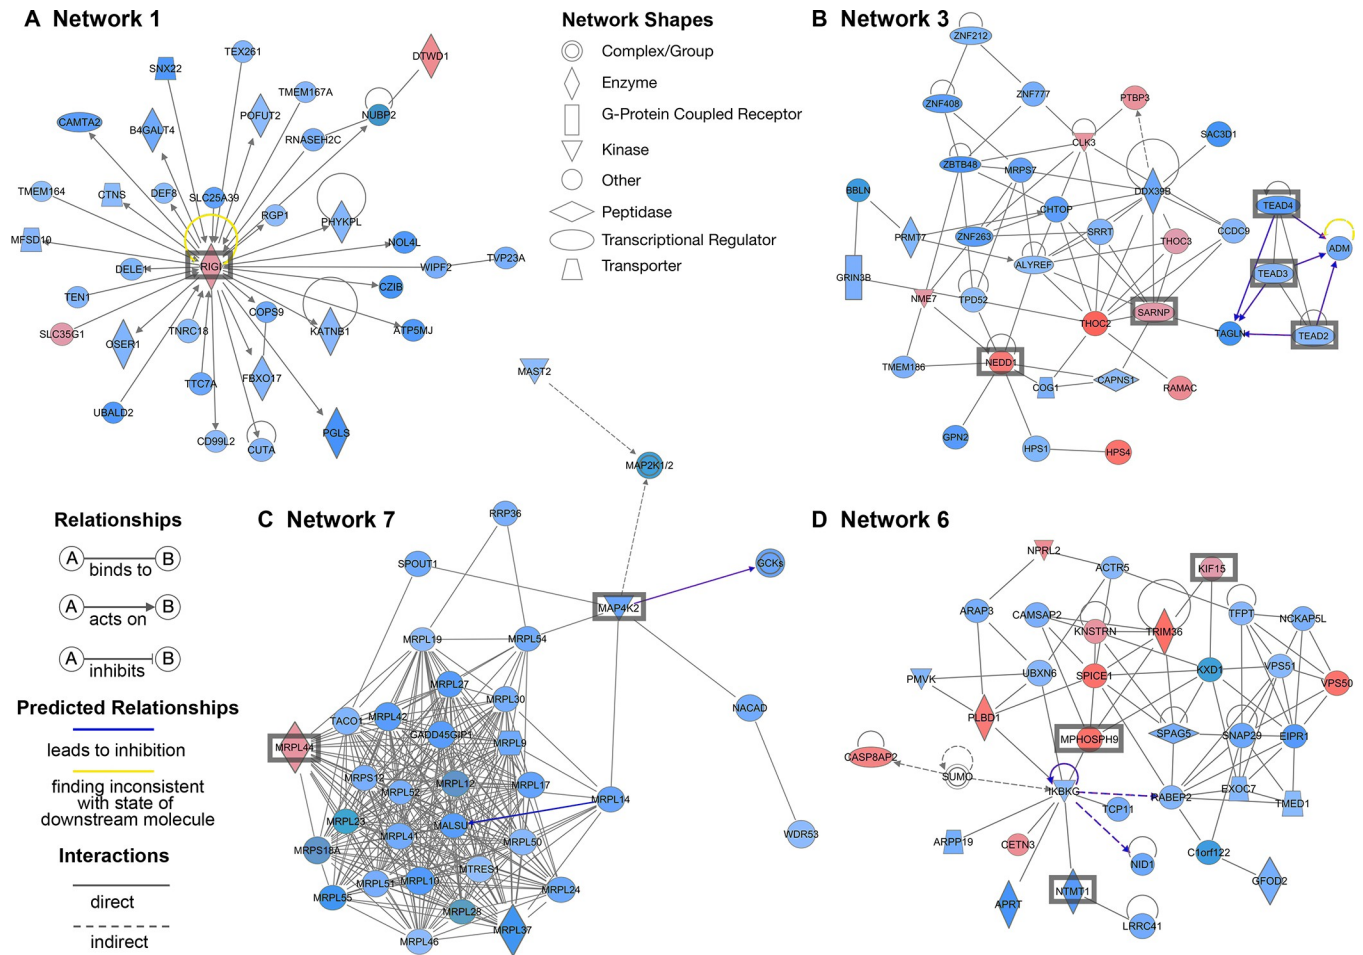 A Network 1
TEX261
DTWD1
SNX22
TMEM167A
POFUT2
NUBP2
CAMTA2
B4GALT4
RNASEH2C
TMEM164
CTNS
DEF8
SLC25A39
RGP1
PHYKPL
MFSD10
NOL4L
RIGI
DELE1
WIPF2
TVP23A
TEN1
CZIB
COPS9
SLC35G1
OSER1
TNRC18
KATNB1
ATP5MJ
TTC7A
FBXO17
UBALD2
CD99L2
CUTA
PGLS
Network Shapes
Complex/Group
Enzyme
G-Protein Coupled Receptor
Kinase
Other
Peptidase
Transcriptional Regulator
Transporter
B Network 3
ZNF212
ZNF777
PTBP3
ZNF408
SAC3D1
CLK3
ZBTB48
MRPS7
BBLN
DDX39B
TEAD4
CHTOP
PRMT7
ZNF263
SRRT
THOC3
CCDC9
ADM
ALYREF
TEAD3
GRIN3B
NME7
TPD52
SARNP
THOC2
TAGLN
TEAD2
TMEM186
NEDD1
COG1
CAPNS1
RAMAC
GPN2
HPS1
HPS4
Relationships
A B
binds to
A B
acts on
A B
inhibits
Predicted Relationships
leads to inhibition
finding inconsistent
with state of
downstream molecule
Interactions
direct
indirect
C Network 7
MAST2
MAP2K1/2
RRP36
SPOUT1
GCKs
MAP4K2
MRPL19
MRPL54
MRPL27
MRPL30
NACAD
TACO1
MRPL42
GADD45GIP1
MRPL9
MRPL44
MRPS12
MRPL52
MRPL12
MRPL17
MRPL14
MRPL23
MALSU1
MRPL41
MRPL50
WDR53
MRPS18A
MTRES1
MRPL51
MRPL10
MRPL24
MRPL55
MRPL28
MRPL37
MRPL46
D Network 6
NPRL2
ACTR5
KIF15
ARAP3
CAMSAP2
TFPT
NCKAP5L
KNSTRN
TRIM36
PMVK
UBXN6
SPICE1
KXD1
VPS51
VPS50
PLBD1
MPHOSPH9
SPAG5
SNAP29
EIPR1
CASP8AP2
SUMO
IKBKG
RABEP2
EXOC7
TMED1
TCP11
ARPP19
CETN3
C1orf122
NID1
GFOD2
NTMT1
APRT
LRRC41